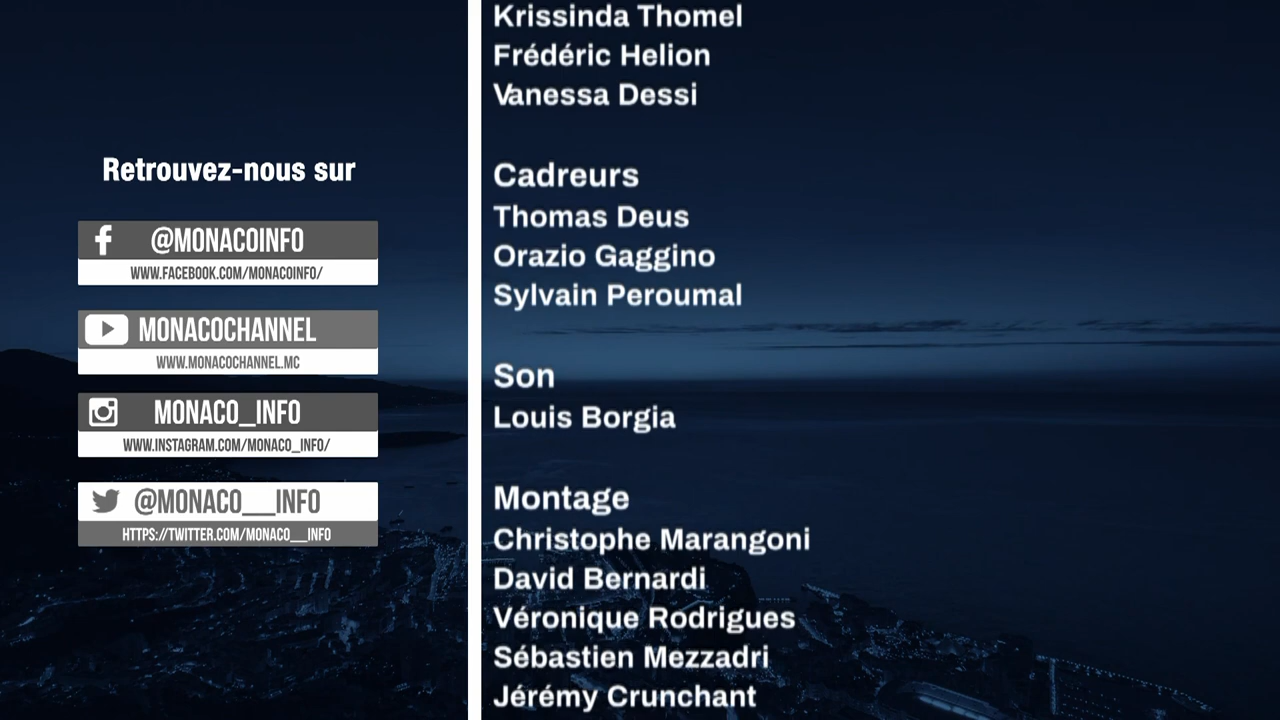 Retrouvez-nous sur
@MONACOINFO
WWW.FACEBOOK.COM/MONACOINFO/
MONACOCHANNEL
WWW.MONACOCHANNEL.MC
MONACO_INFO
WWW.INSTAGRAM.COM/MONACO_INFO/
@MONACO__INFO
HTTPS://TWITTER.COM/MONACO__INFO
Krissinda Thomel
Frédéric Helion
Vanessa Dessi
Cadreurs
Thomas Deus
Orazio Gaggino
Sylvain Peroumal
Son
Louis Borgia
Montage
Christophe Marangoni
David Bernardi
Véronique Rodrigues
Sébastien Mezzadri
Jérémy Crunchant